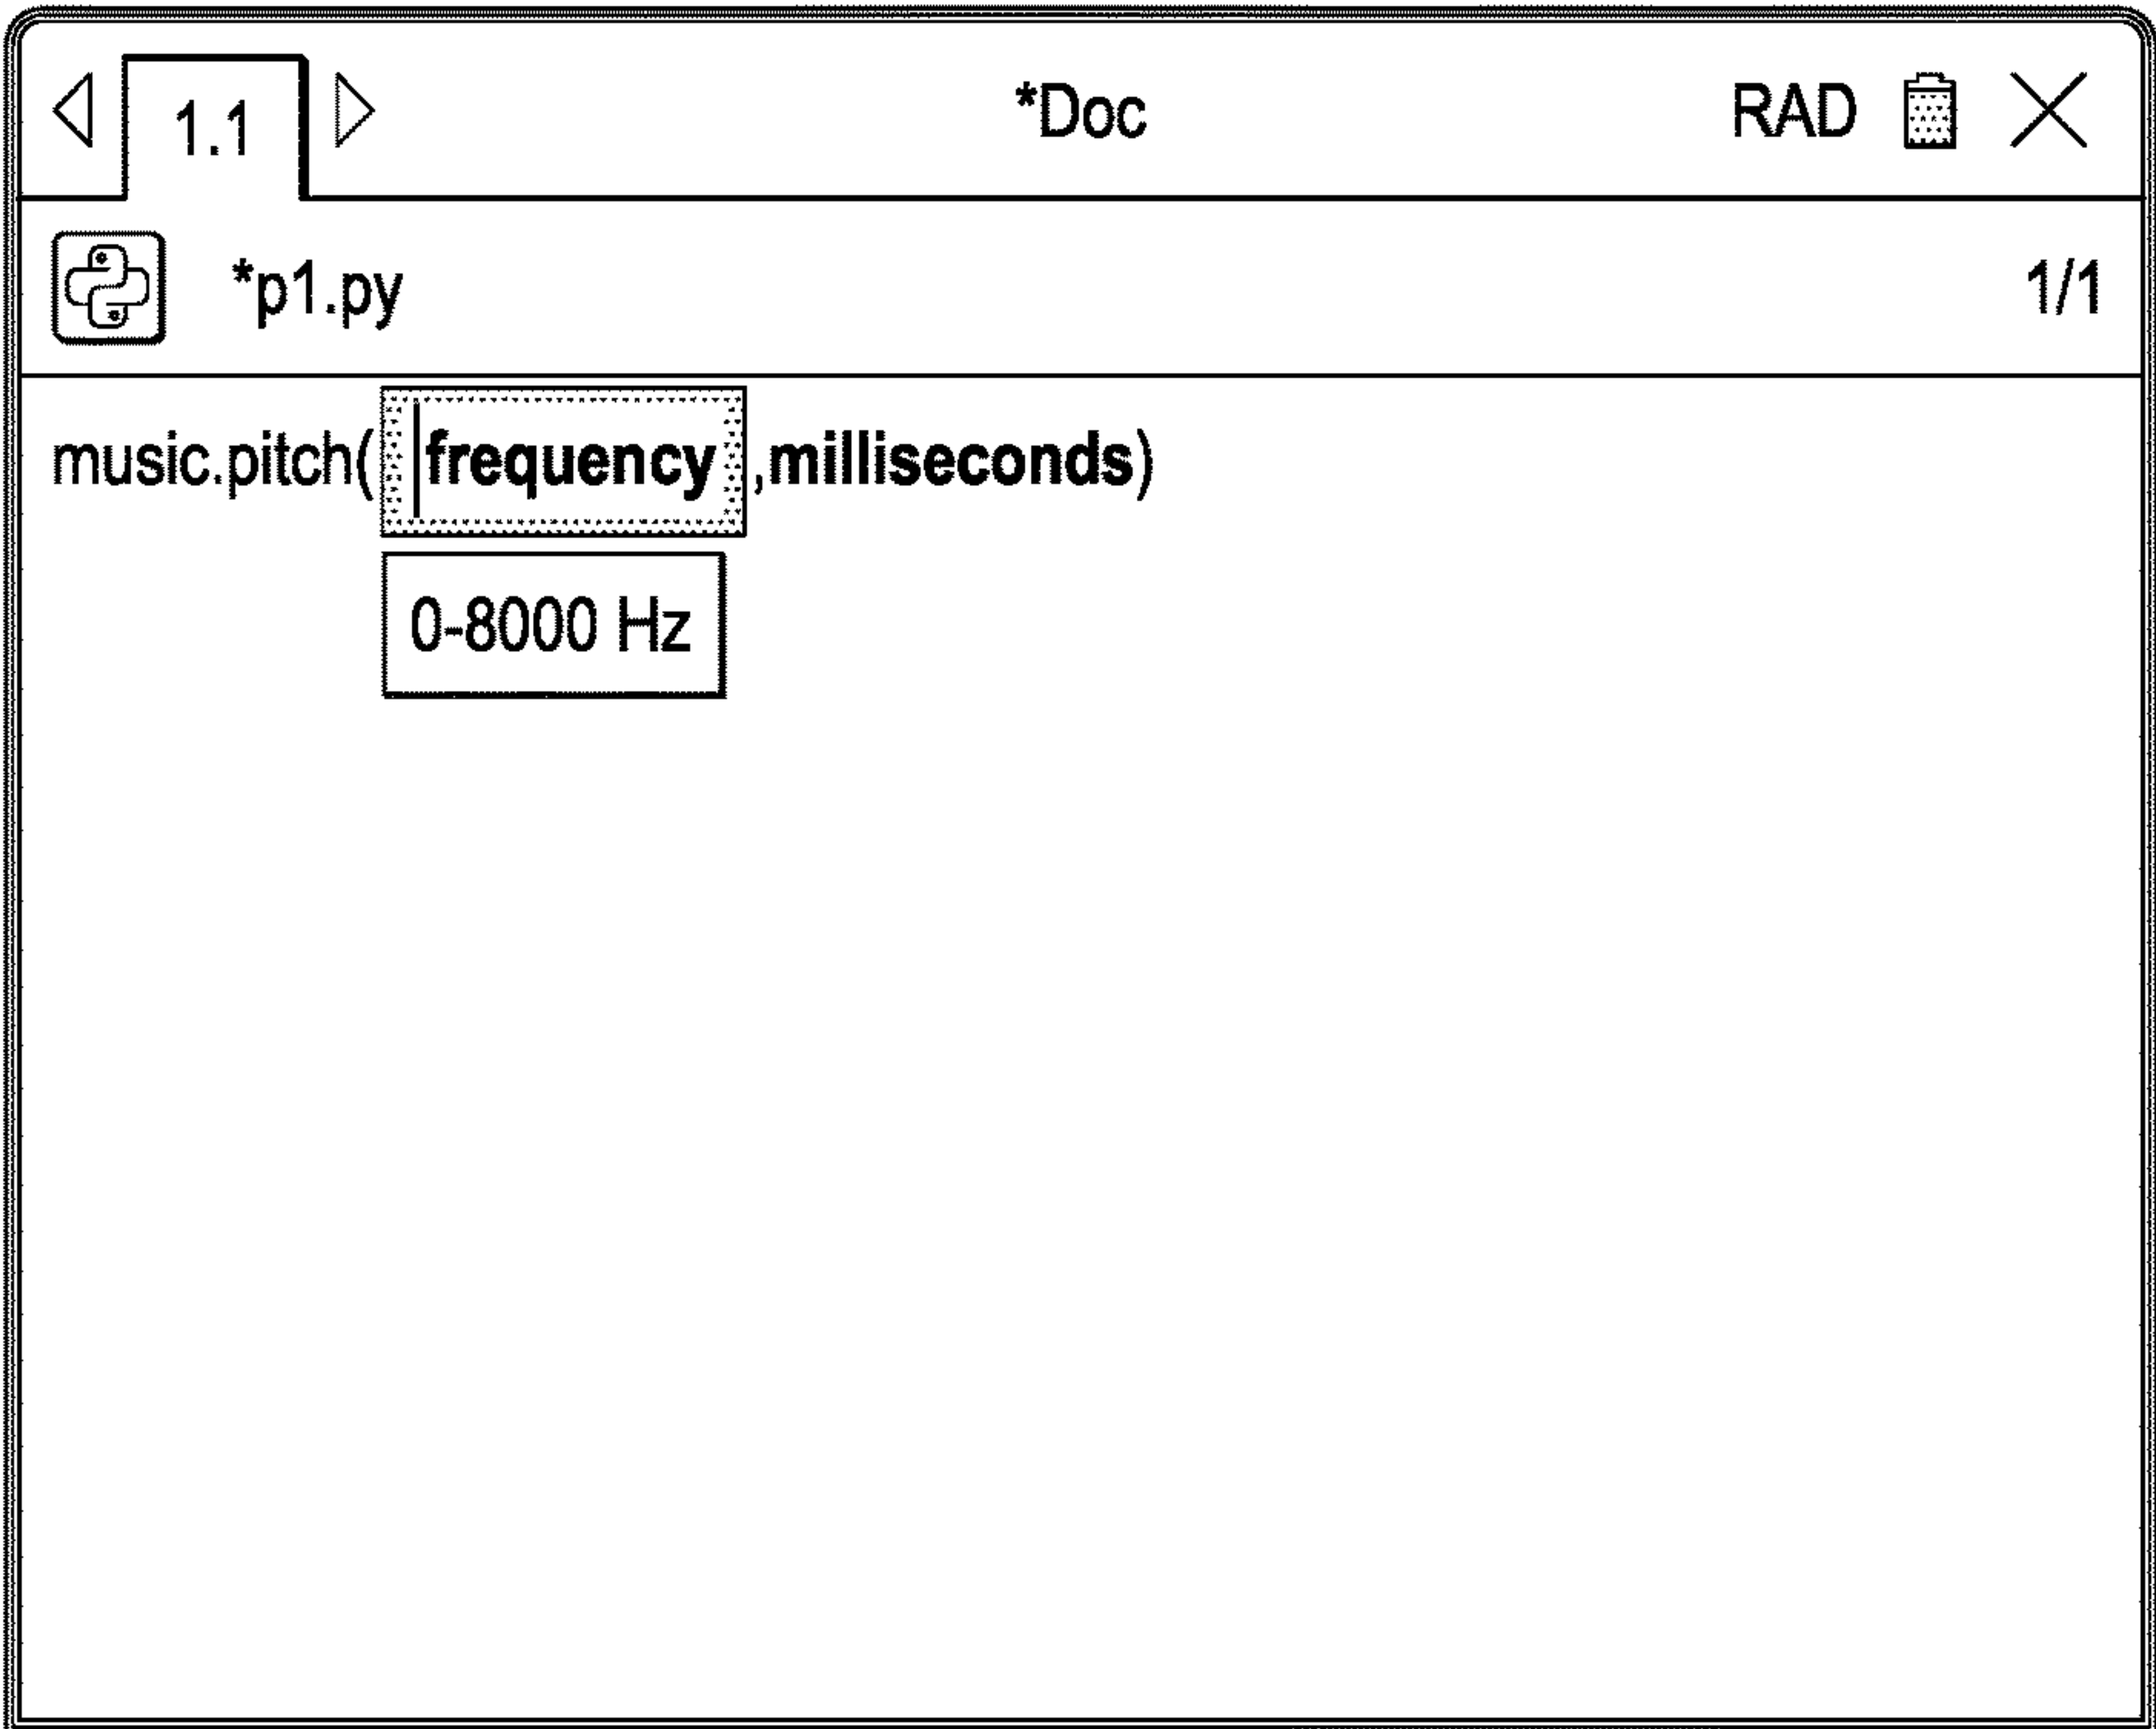 1.1 *Doc RAD
*p1.py 1/1
music.pitch(frequency,milliseconds)
0-8000 Hz